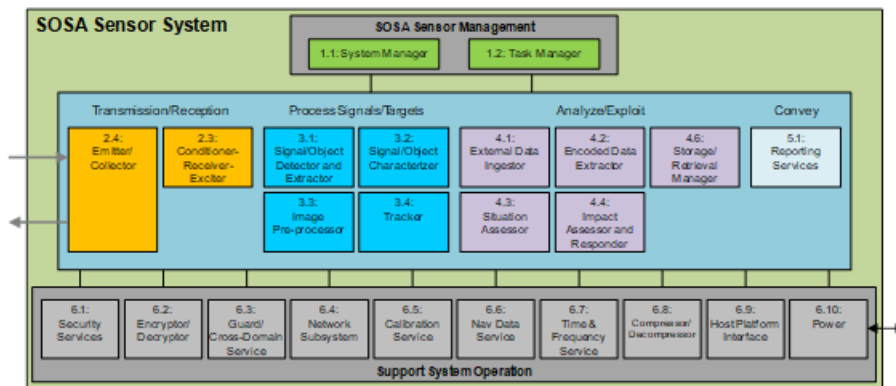 SOSA Sensor System
SOSA Sensor Management
1.1: System Manager
1.2: Task Manager
Transmission/Reception
Process Signals/Targets
Analyze/Exploit
Convey
2.4:
Emitter/
Collector
2.3:
Conditioner-
Receiver-
Exciter
3.1:
Signal/Object
Detector and
Extractor
3.2:
Signal/Object
Characterizer
4.1:
External Data
Ingestor
4.2:
Encoded Data
Extractor
4.6:
Storage/
Retrieval
Manager
5.1:
Reporting
Services
3.3:
Image
Pre-processor
3.4:
Tracker
4.3:
Situation
Assessor
4.4:
Impact
Assessor and
Responder
6.1:
Security
Services
6.2:
Encryptor/
Decryptor
6.3:
Guard/
Cross-Domain
Service
6.4:
Network
Subsystem
6.5:
Calibration
Service
6.6:
Nav Data
Service
6.7:
Time &
Frequency
Service
6.8:
Compressor/
Decompressor
6.9:
Host Platform
Interface
6.10:
Power
Support System Operation